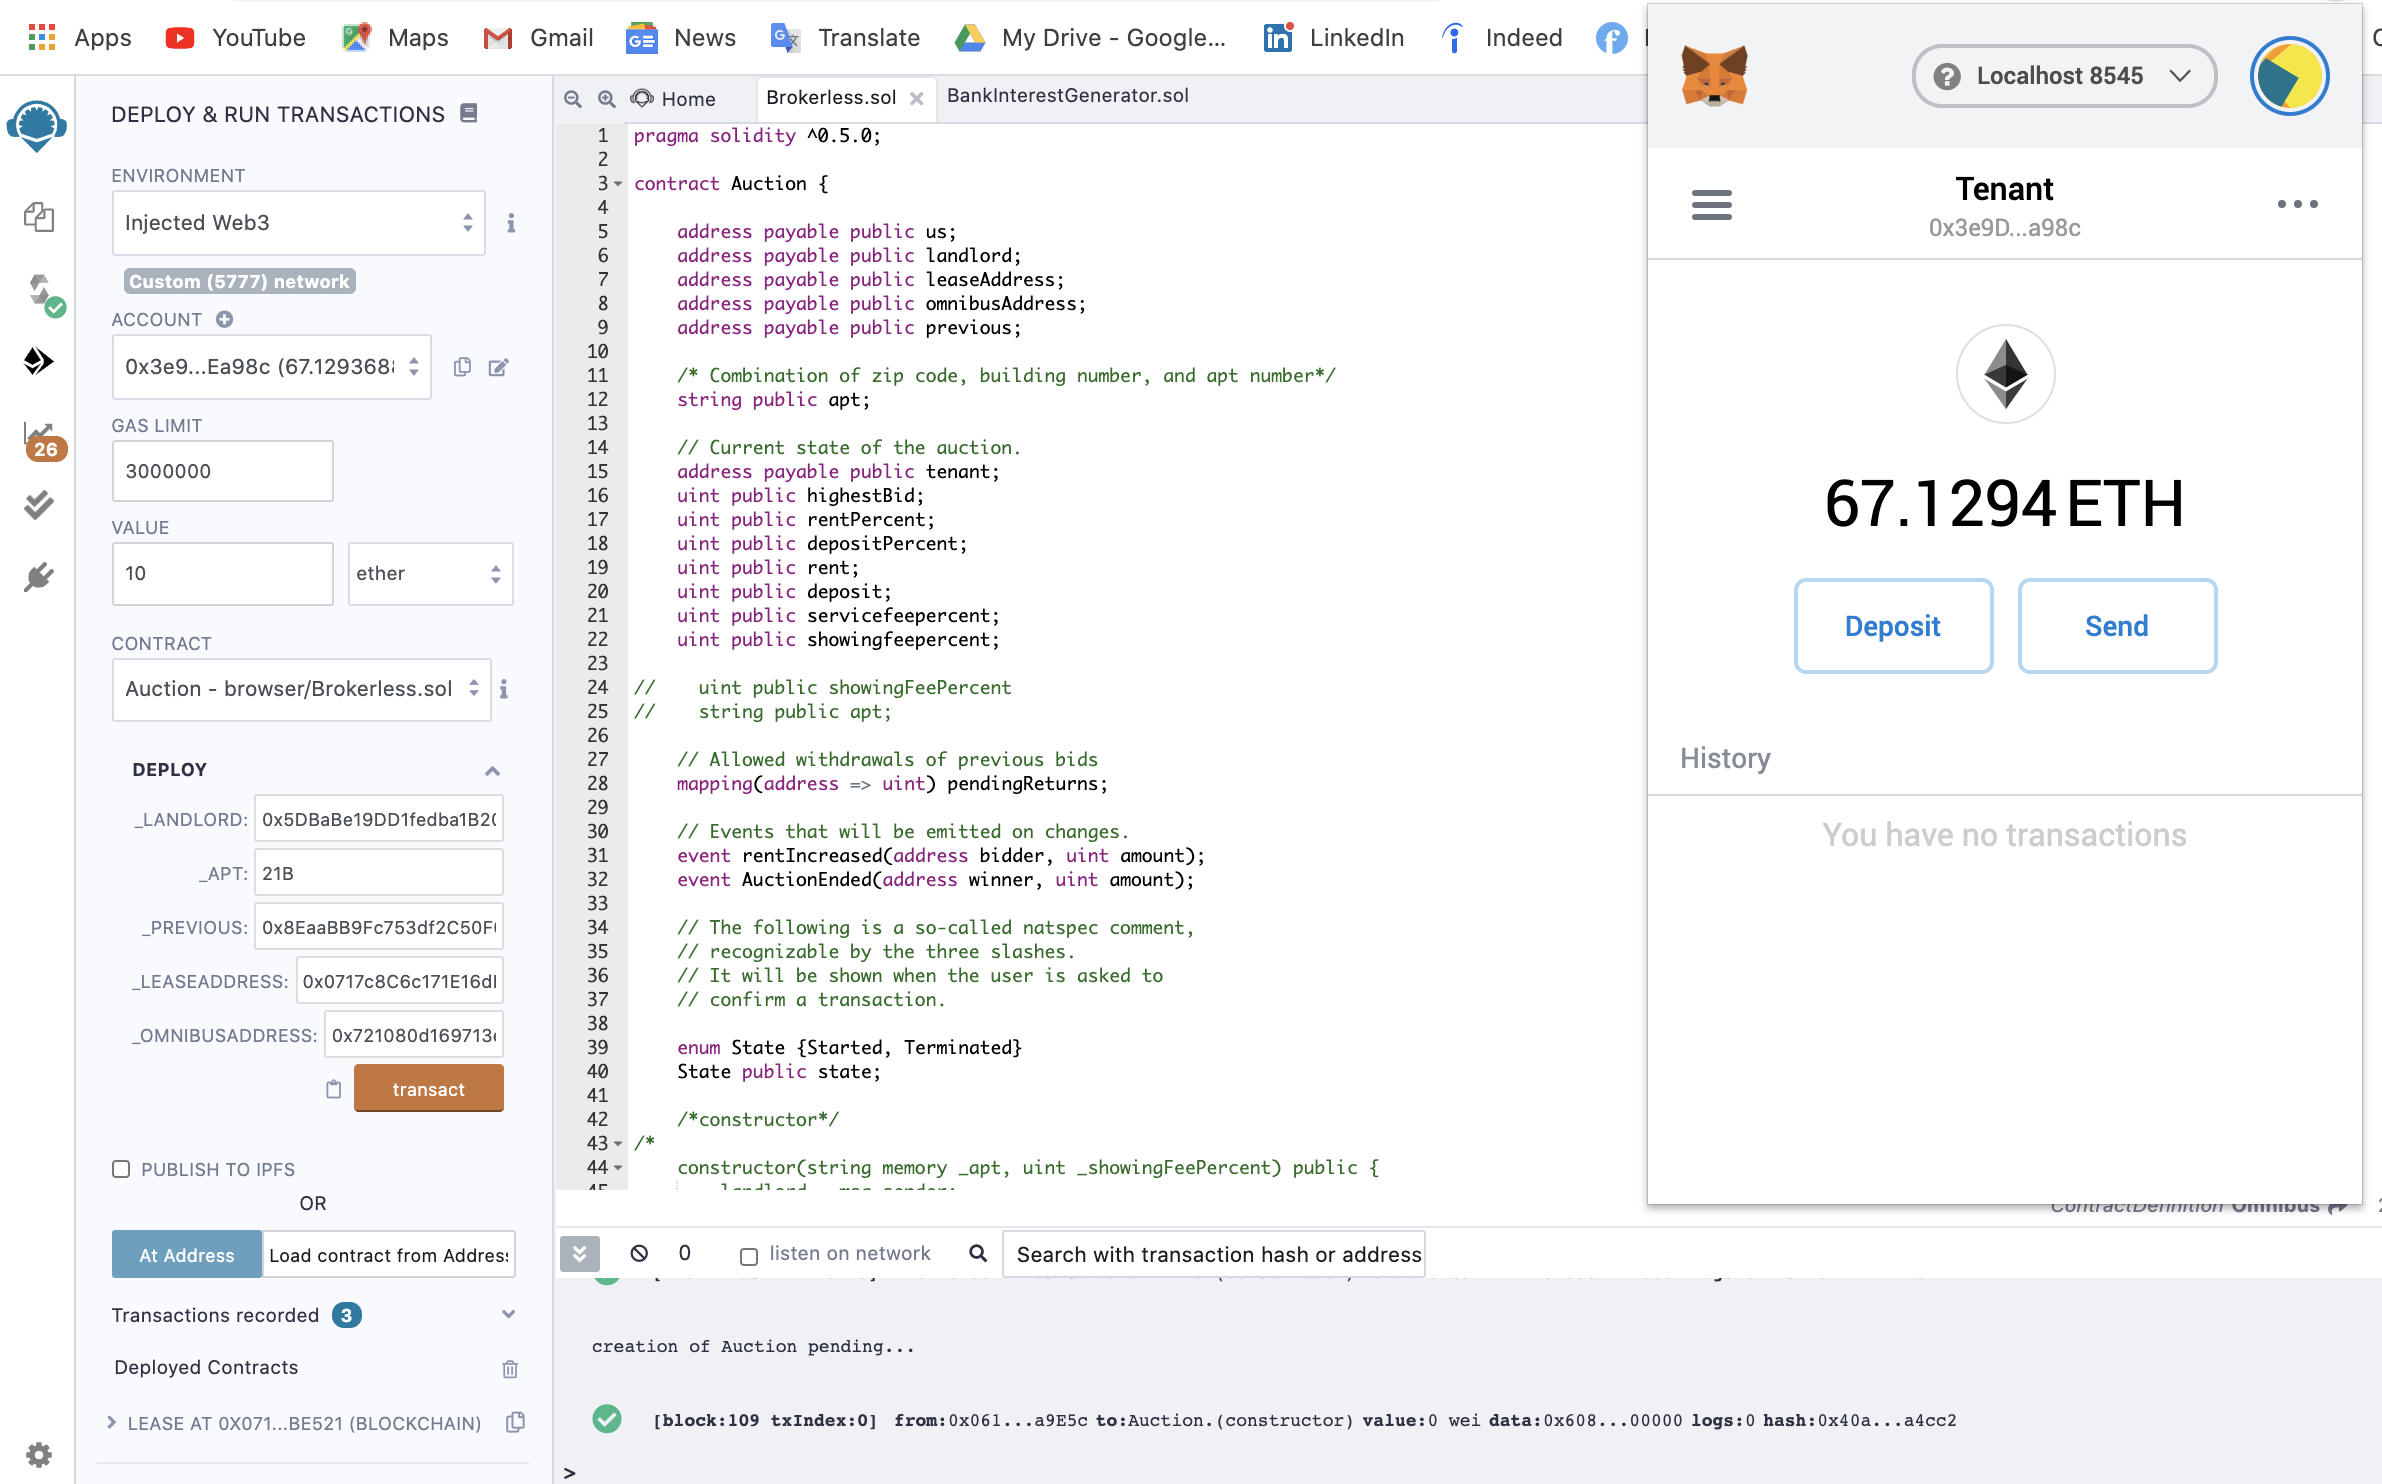 Apps YouTube Maps Gmail News Translate My Drive - Google... LinkedIn Indeed
DEPLOY & RUN TRANSACTIONS
ENVIRONMENT
Injected Web3
Custom (5777) network
ACCOUNT
0x3e9...Ea98c (67.129368
GAS LIMIT
3000000
VALUE
10
ether
CONTRACT
Auction - browser/Brokerless.sol
DEPLOY
_LANDLORD: 0x5DBaBe19DD1fedba1B2
_APT: 21B
_PREVIOUS: 0x8EaaBB9Fc753df2C50F
_LEASEADDRESS: 0x0717c8C6c171E16d
_OMNIBUSADDRESS: 0x721080d169713
transact
PUBLISH TO IPFS
OR
At Address Load contract from Address
Transactions recorded 3
Deployed Contracts
LEASE AT 0X071...BE521 (BLOCKCHAIN)
26
Home Brokerless.sol BankInterestGenerator.sol
1 pragma solidity ^0.5.0;
2
3 contract Auction {
4
5 address payable public us;
6 address payable public landlord;
7 address payable public leaseAddress;
8 address payable public omnibusAddress;
9 address payable public previous;
10
11 /* Combination of zip code, building number, and apt number*/
12 string public apt;
13
14 // Current state of the auction.
15 address payable public tenant;
16 uint public highestBid;
17 uint public rentPercent;
18 uint public depositPercent;
19 uint public rent;
20 uint public deposit;
21 uint public servicefeepercent;
22 uint public showingfeepercent;
23
24 // uint public showingFeePercent
25 // string public apt;
26
27 // Allowed withdrawals of previous bids
28 mapping(address => uint) pendingReturns;
29
30 // Events that will be emitted on changes.
31 event rentIncreased(address bidder, uint amount);
32 event AuctionEnded(address winner, uint amount);
33
34 // The following is a so-called natspec comment,
35 // recognizable by the three slashes.
36 // It will be shown when the user is asked to
37 // confirm a transaction.
38
39 enum State {Started, Terminated}
40 State public state;
41
42 /*constructor*/
43 /*
44 constructor(string memory _apt, uint _showingFeePercent) public {
ContractDefinition Omnibus
0 listen on network Search with transaction hash or address
creation of Auction pending...
[block:109 txIndex:0] from:0x061...a9E5c to:Auction.(constructor) value:0 wei data:0x608...00000 logs:0 hash:0x40a...a4cc2
>
Localhost 8545
Tenant
0x3e9D...a98c
67.1294 ETH
Deposit Send
History
You have no transactions